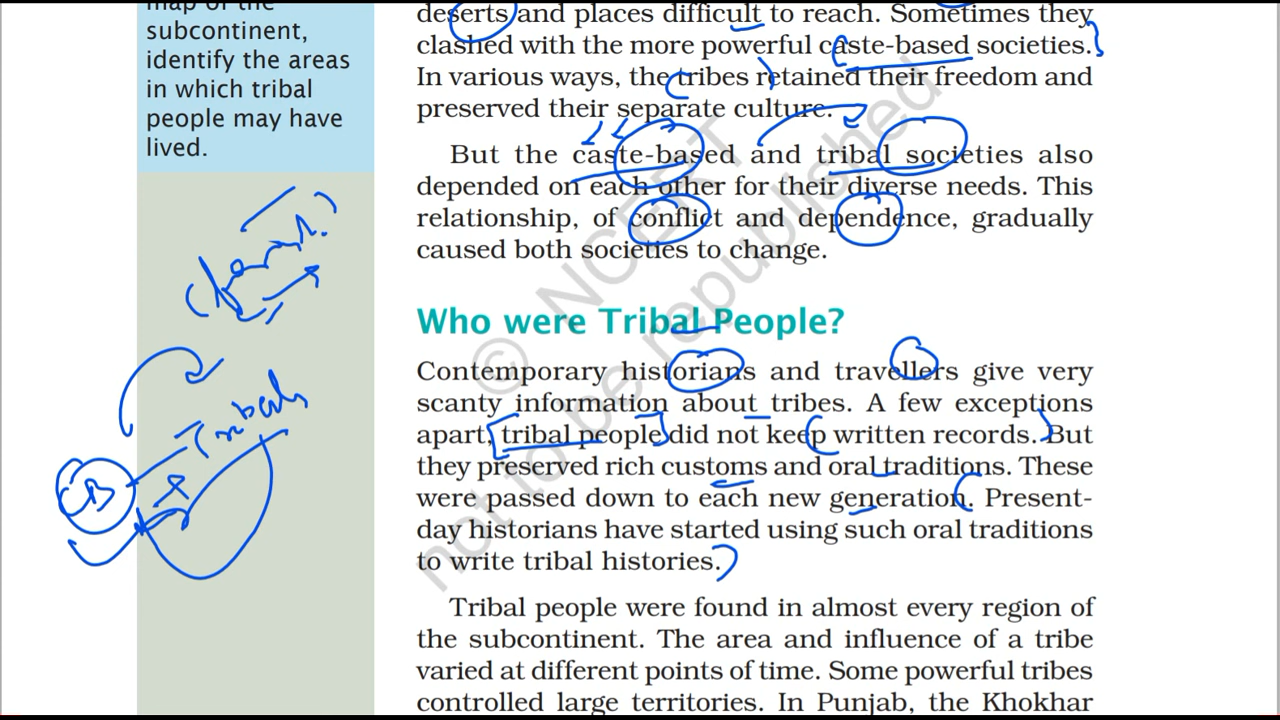 map of the
subcontinent,
identify the areas
in which tribal
people may have
lived.
deserts and places difficult to reach. Sometimes they
clashed with the more powerful caste-based societies.
In various ways, the tribes retained their freedom and
preserved their separate culture.
But the caste-based and tribal societies also
depended on each other for their diverse needs. This
relationship, of conflict and dependence, gradually
caused both societies to change.
Who were Tribal People?
Contemporary historians and travellers give very
scanty information about tribes. A few exceptions
apart, tribal people did not keep written records. But
they preserved rich customs and oral traditions. These
were passed down to each new generation. Present-
day historians have started using such oral traditions
to write tribal histories.
Tribal people were found in almost every region of
the subcontinent. The area and influence of a tribe
varied at different points of time. Some powerful tribes
controlled large territories. In Punjab, the Khokhar
Tribals
CB
© NCERT
not to be republished